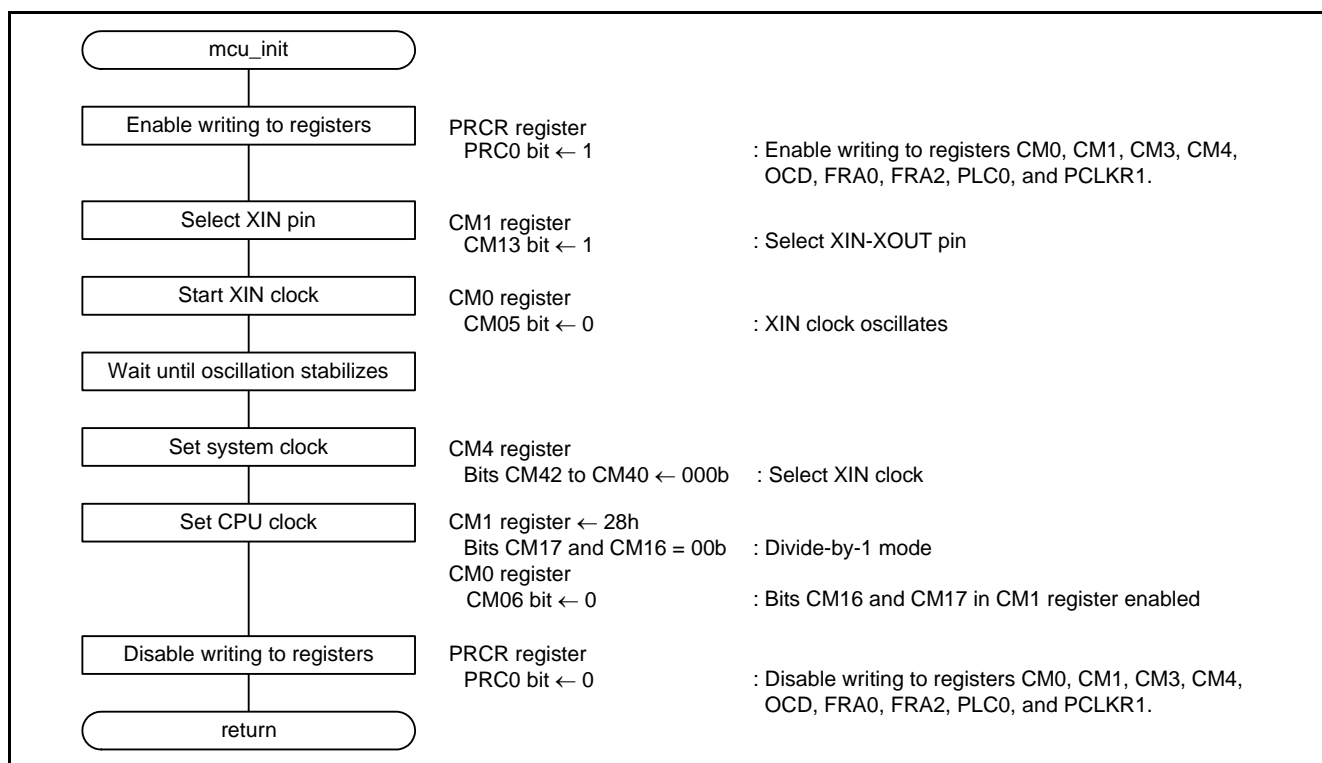 mcu_init
Enable writing to registers
PRCR register
PRC0 bit ← 1 : Enable writing to registers CM0, CM1, CM3, CM4,
OCD, FRA0, FRA2, PLC0, and PCLKR1.
Select XIN pin
CM1 register
CM13 bit ← 1 : Select XIN-XOUT pin
Start XIN clock
CM0 register
CM05 bit ← 0 : XIN clock oscillates
Wait until oscillation stabilizes
Set system clock
CM4 register
Bits CM42 to CM40 ← 000b : Select XIN clock
Set CPU clock
CM1 register ← 28h
Bits CM17 and CM16 = 00b : Divide-by-1 mode
CM0 register
CM06 bit ← 0 : Bits CM16 and CM17 in CM1 register enabled
Disable writing to registers
PRCR register
PRC0 bit ← 0 : Disable writing to registers CM0, CM1, CM3, CM4,
OCD, FRA0, FRA2, PLC0, and PCLKR1.
return